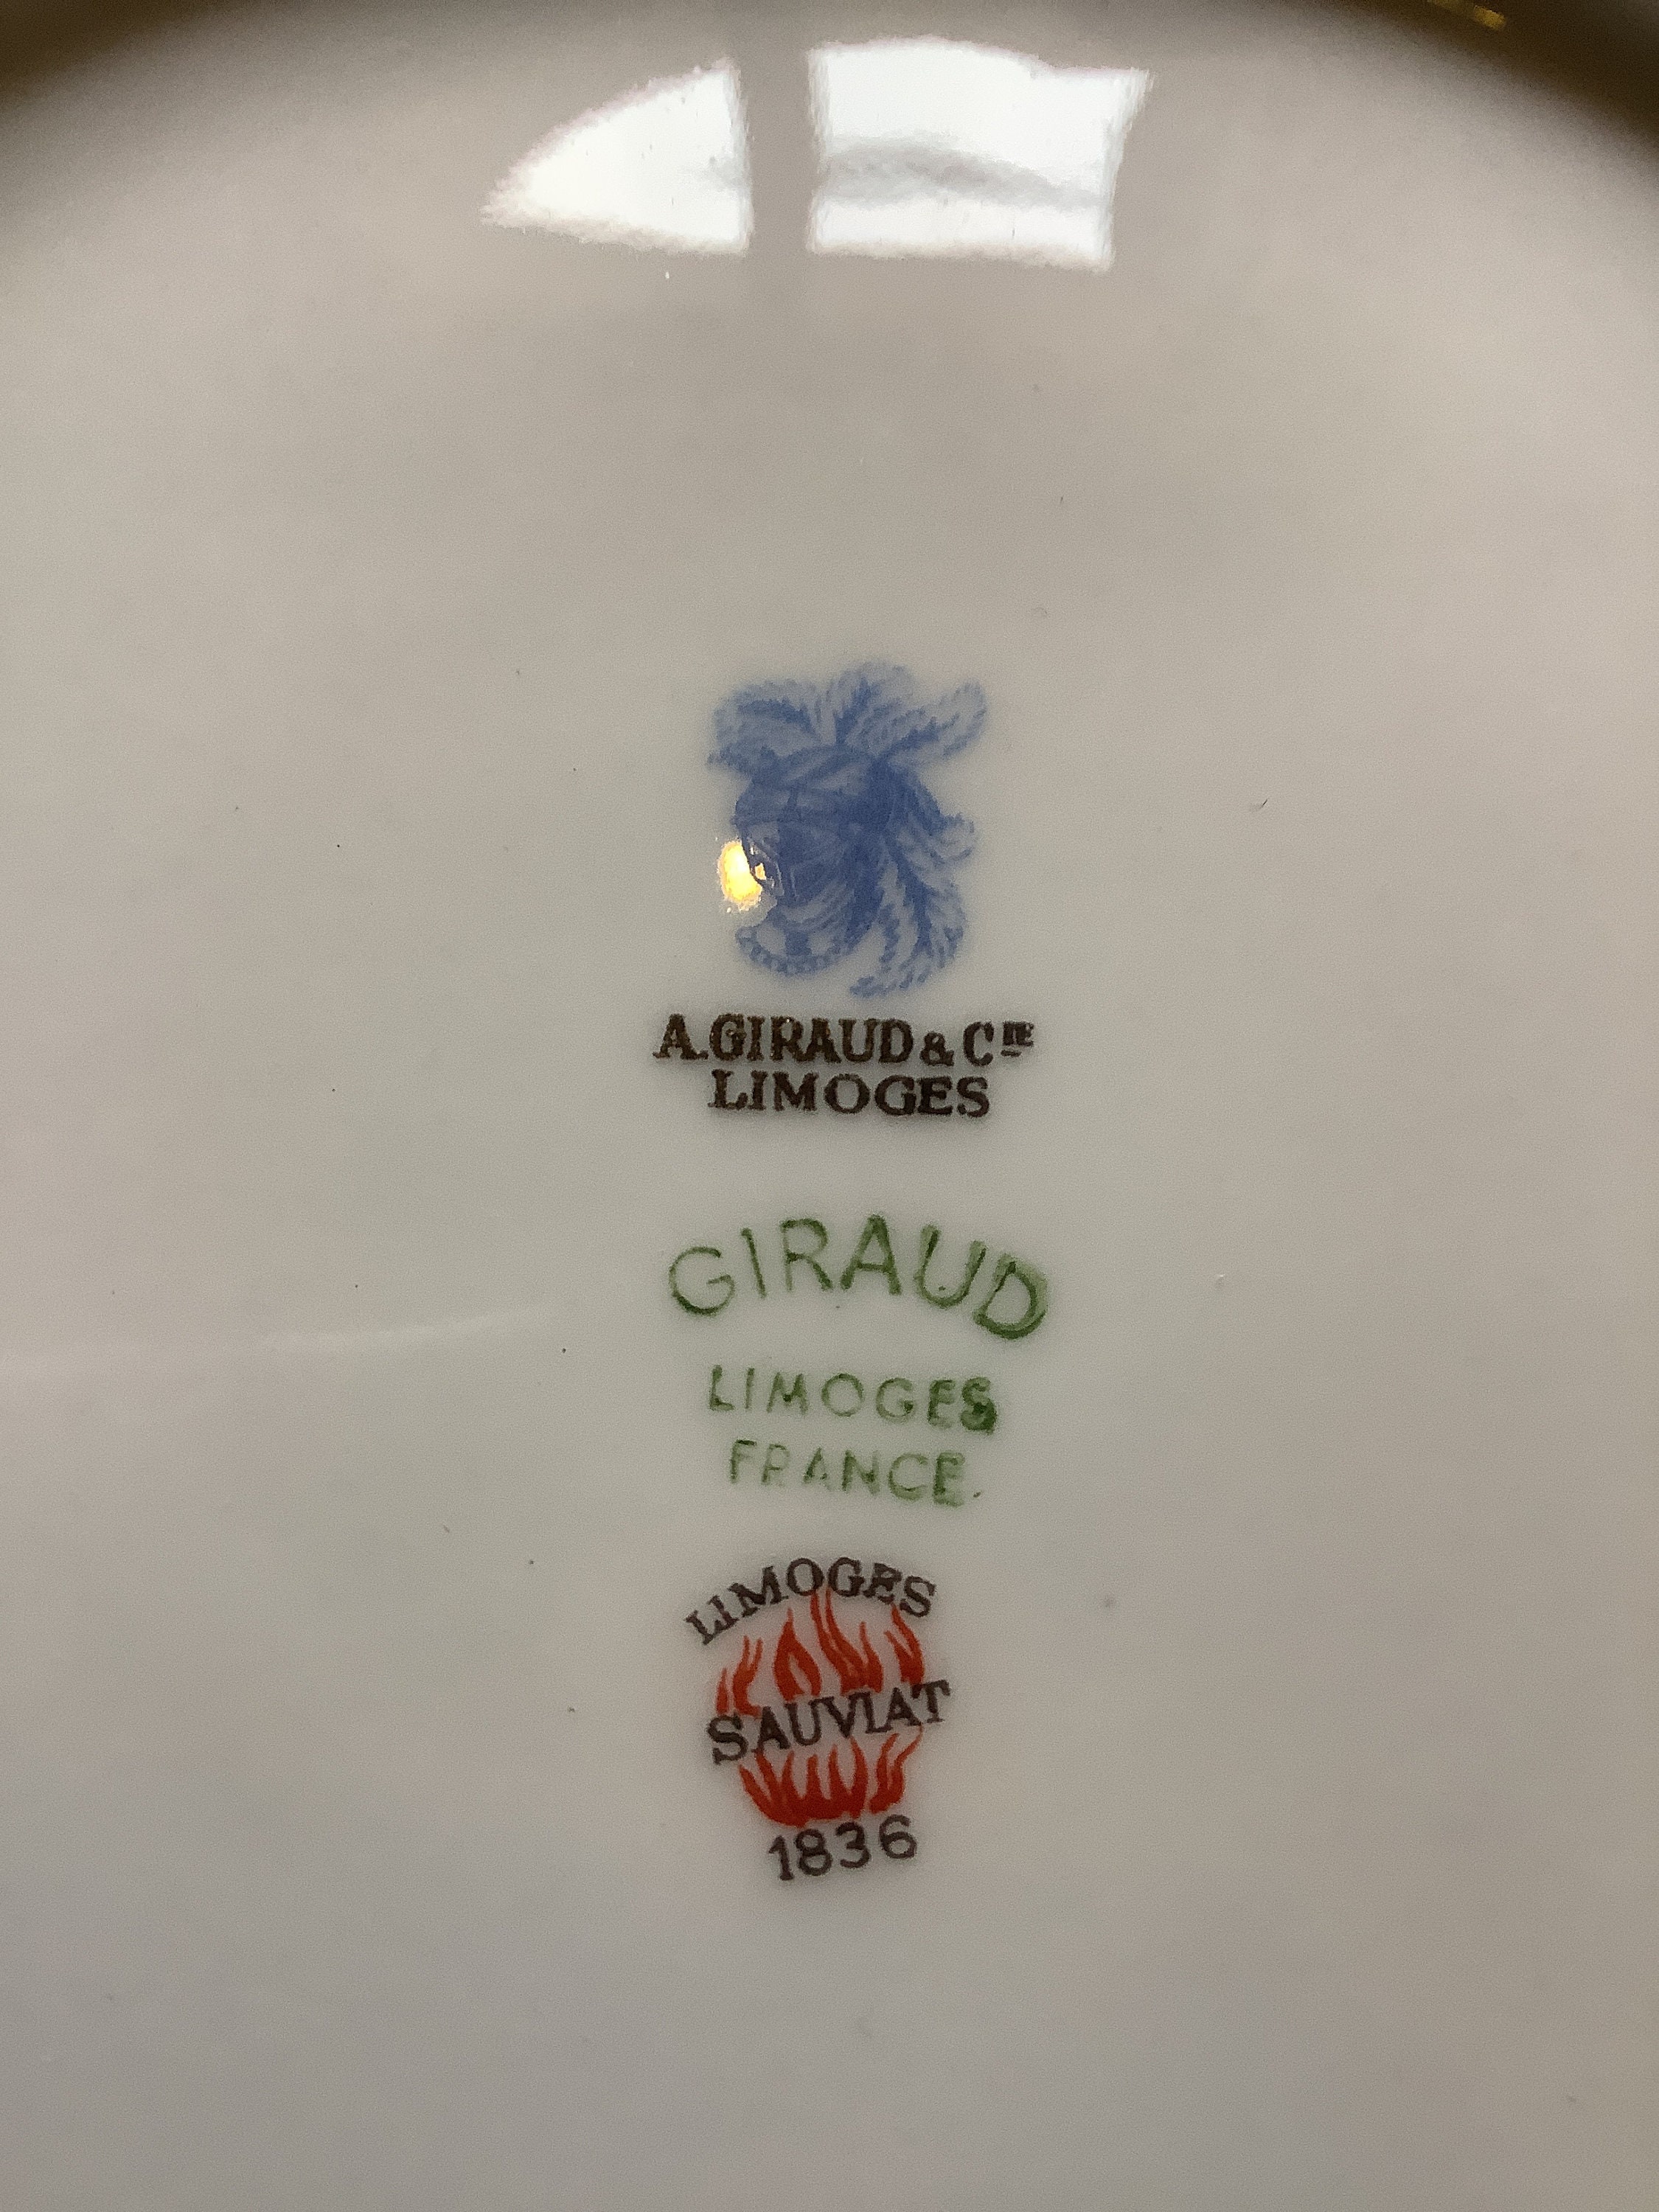 A.GIRAUD & CIE
LIMOGES
GIRAUD
LIMOGES
FRANCE.
LIMOGES
SAUVIAT
1836